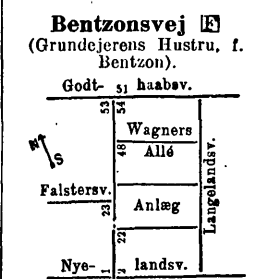 Bentzonsvej F
(Grundejerens Hustru, f.
Bentzon).
Godt- 51 haabsv.
53 54
Wagners
48 Allé
N
S
Falstersv.
23
Anlæg
Langelandsv.
22
Nye- 1 2 landsv.